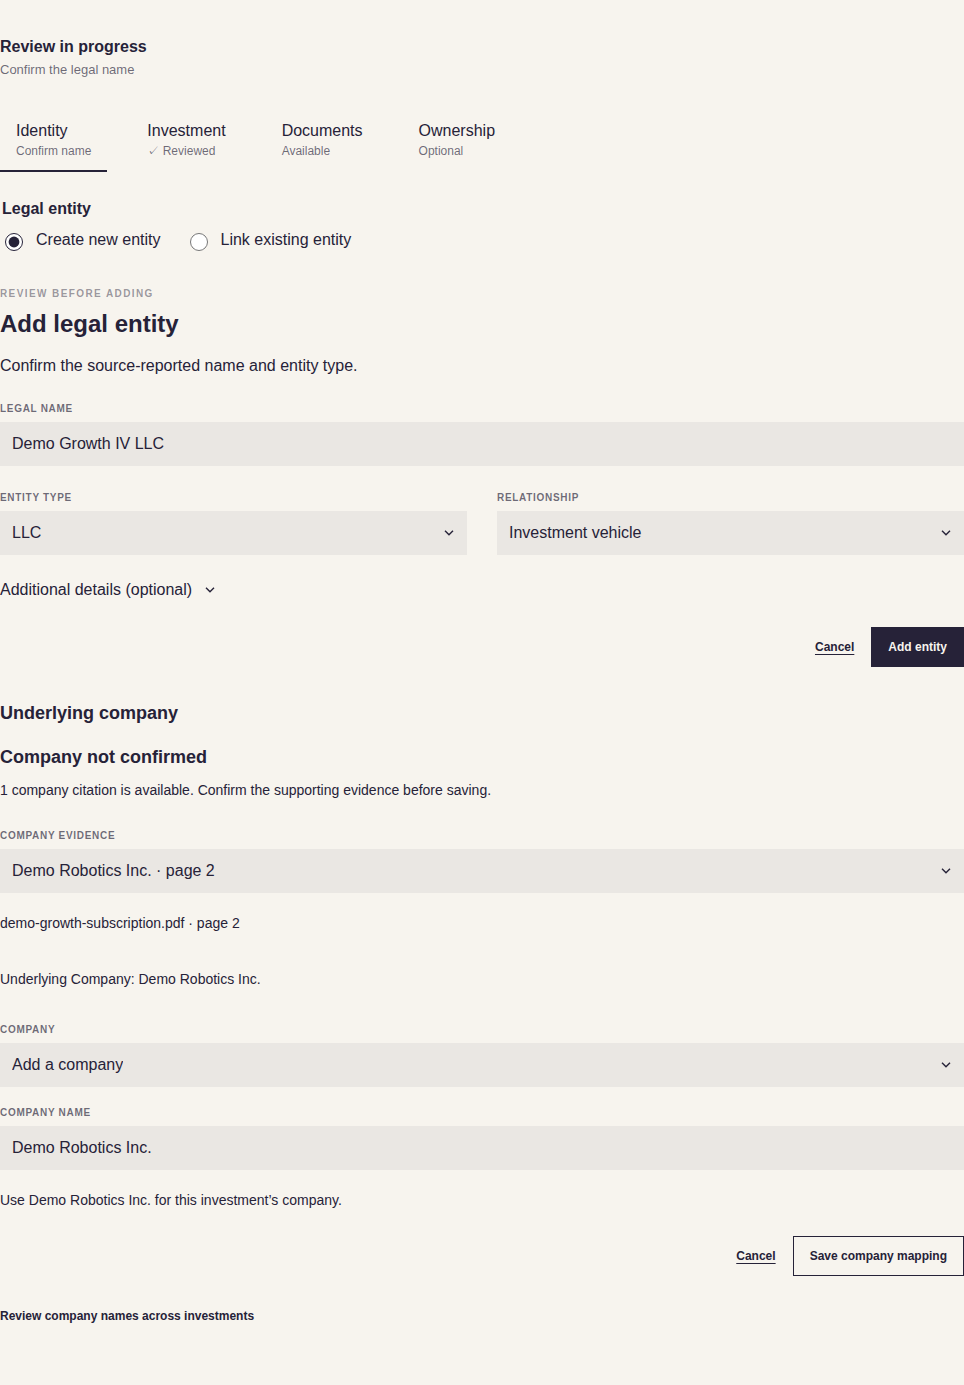 Review in progress
Confirm the legal name
Identity
Confirm name
Investment
✓ Reviewed
Documents
Available
Ownership
Optional
Legal entity
Create new entity
Link existing entity
REVIEW BEFORE ADDING
Add legal entity
Confirm the source-reported name and entity type.
LEGAL NAME
Demo Growth IV LLC
ENTITY TYPE
LLC
RELATIONSHIP
Investment vehicle
Additional details (optional)
Cancel
Add entity
Underlying company
Company not confirmed
1 company citation is available. Confirm the supporting evidence before saving.
COMPANY EVIDENCE
Demo Robotics Inc. · page 2
demo-growth-subscription.pdf · page 2
Underlying Company: Demo Robotics Inc.
COMPANY
Add a company
COMPANY NAME
Demo Robotics Inc.
Use Demo Robotics Inc. for this investment's company.
Cancel
Save company mapping
Review company names across investments